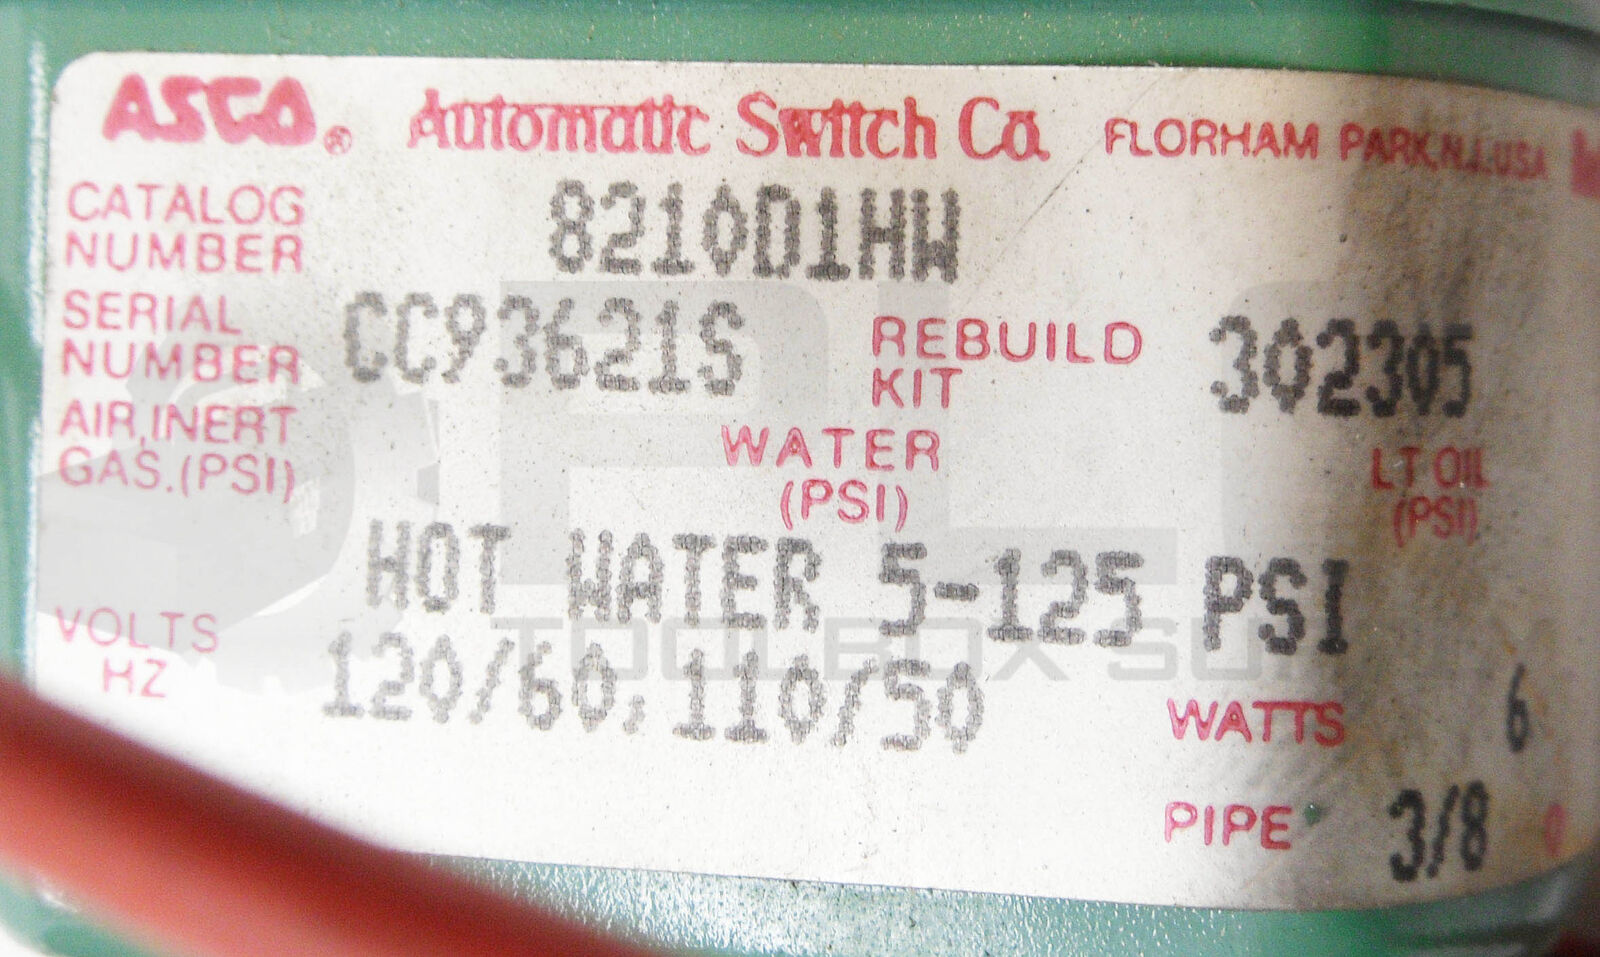 ASCO® Automatic Switch Co. FLORHAM PARK, N.J. USA
CATALOG NUMBER 8210D1HW
SERIAL NUMBER CC93621S REBUILD KIT 302305
AIR, INERT GAS. (PSI) WATER (PSI) LT OIL (PSI)
HOT WATER 5-125 PSI
VOLTS HZ 120/60, 110/50
WATTS 6
PIPE 3/8
TOOLBOX